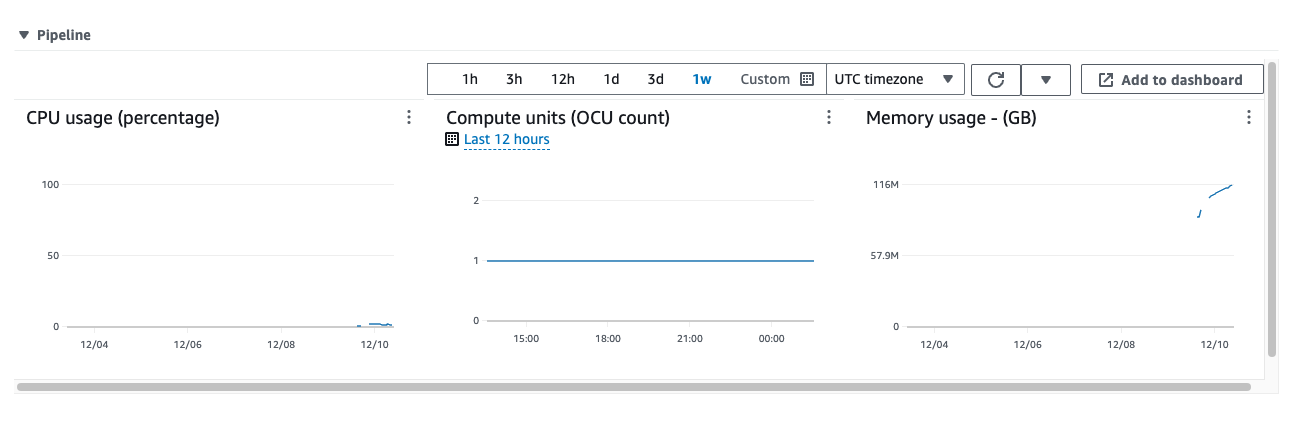 Pipeline
1h 3h 12h 1d 3d 1w Custom UTC timezone Add to dashboard
CPU usage (percentage)
100
50
0
12/04 12/06 12/08 12/10
Compute units (OCU count)
Last 12 hours
2
1
0
15:00 18:00 21:00 00:00
Memory usage - (GB)
116M
57.9M
0
12/04 12/06 12/08 12/10